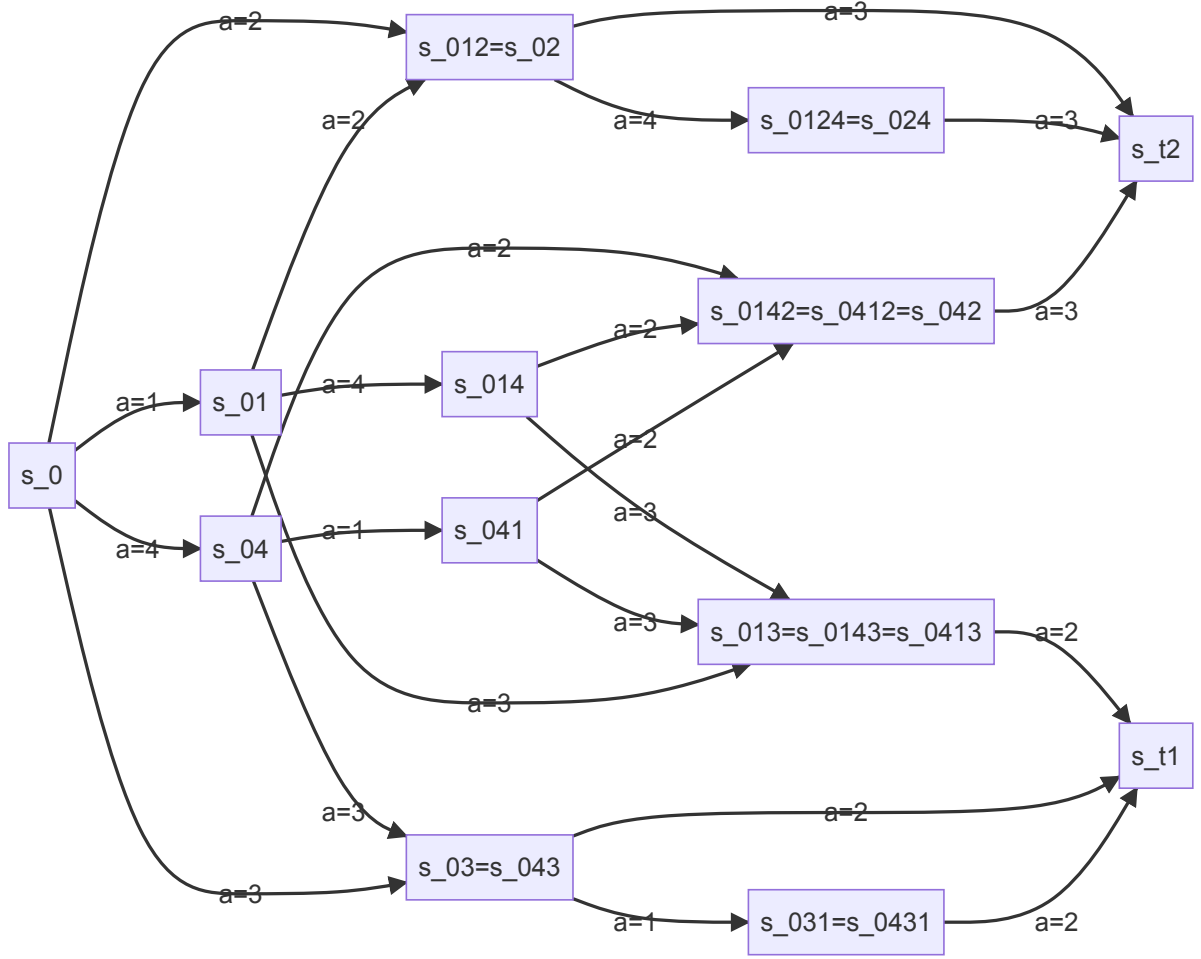 a=3
a=2
s_012=s_02
a=2
a=4
s_0124=s_024
a=3
s_t2
a=2
s_0142=s_0412=s_042
a=3
a=2
s_014
a=4
a=1
s_01
a=2
s_0
a=3
s_041
a=1
a=4
s_04
a=3
s_013=s_0143=s_0413
a=2
a=3
s_t1
a=3
a=2
s_03=s_043
a=3
a=1
s_031=s_0431
a=2